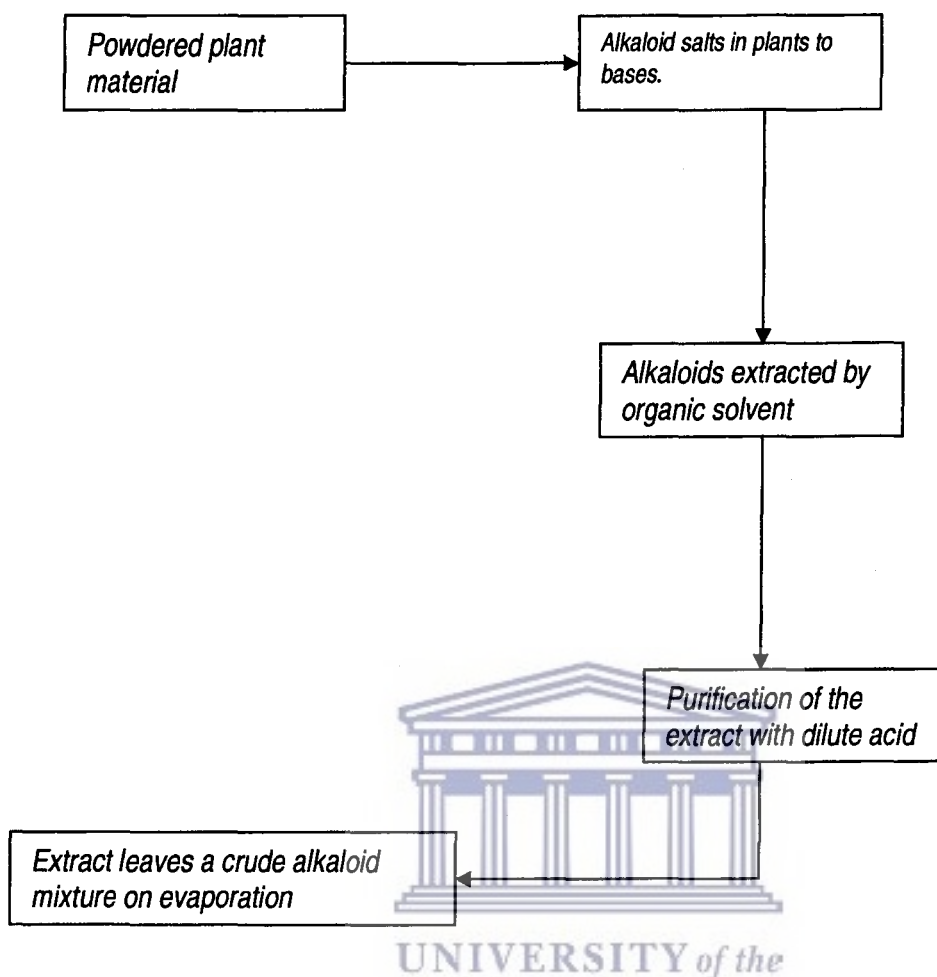 Powdered plant
material
Alkaloid salts in plants to
bases.
Alkaloids extracted by
organic solvent
Purification of the
extract with dilute acid
Extract leaves a crude alkaloid
mixture on evaporation
UNIVERSITY of the